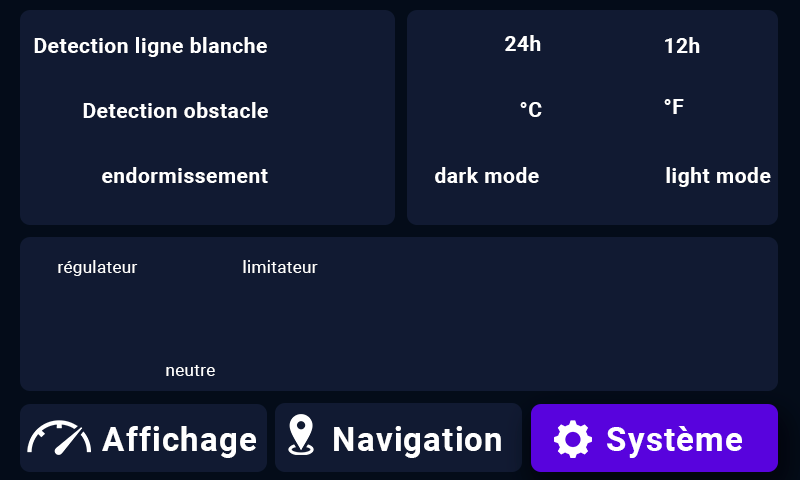 Detection ligne blanche
Detection obstacle
endormissement
24h 12h
°C °F
dark mode light mode
régulateur limitateur
neutre
Affichage Navigation Système